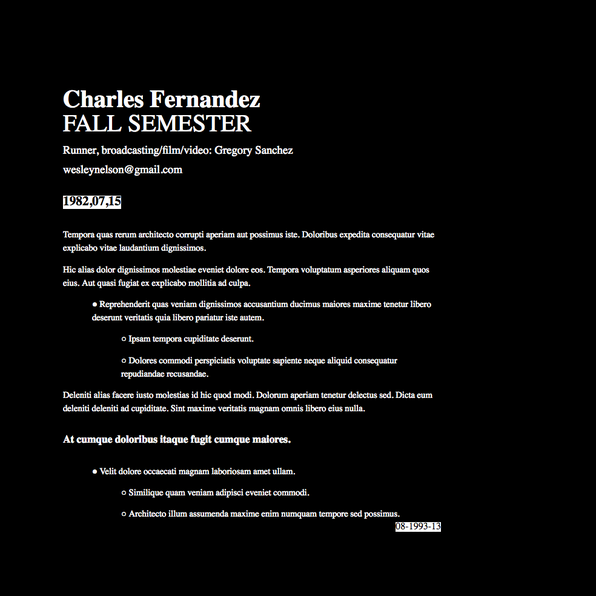 Charles Fernandez
FALL SEMESTER
Runner, broadcasting/film/video: Gregory Sanchez
wesleynelson@gmail.com
1982,07,15
Tempora quas rerum architecto corrupti aperiam aut possimus iste. Doloribus expedita consequatur vitae
explicabo vitae laudantium dignissimos.
Hic alias dolor dignissimos molestiae eveniet dolore eos. Tempora voluptatum asperiores aliquam quos
eius. Aut quasi fugiat ex explicabo mollitia ad culpa.
● Reprehenderit quas veniam dignissimos accusantium ducimus maiores maxime tenetur libero
deserunt veritatis quia libero pariatur iste autem.
○ Ipsam tempora cupiditate deserunt.
○ Dolores commodi perspiciatis voluptate sapiente neque aliquid consequatur
repudiandae recusandae.
Deleniti alias facere iusto molestias id hic quod modi. Dolorum aperiam tenetur delectus sed. Dicta eum
deleniti deleniti ad cupiditate. Sint maxime veritatis magnam omnis libero eius nulla.
At cumque doloribus itaque fugit cumque maiores.
● Velit dolore occaecati magnam laboriosam amet ullam.
○ Similique quam veniam adipisci eveniet commodi.
○ Architecto illum assumenda maxime enim numquam tempore sed possimus.
08-1993-13